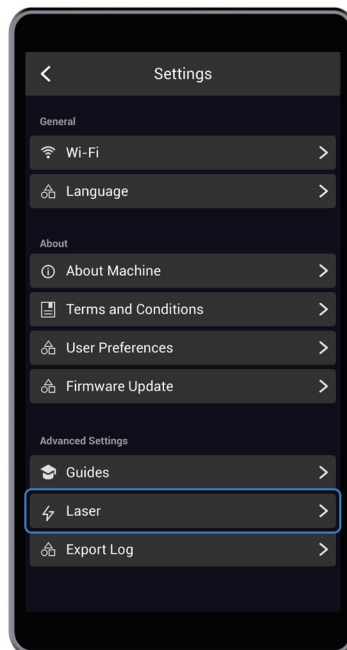 Settings
General
Wi-Fi
Language
About
About Machine
Terms and Conditions
User Preferences
Firmware Update
Advanced Settings
Guides
Laser
Export Log